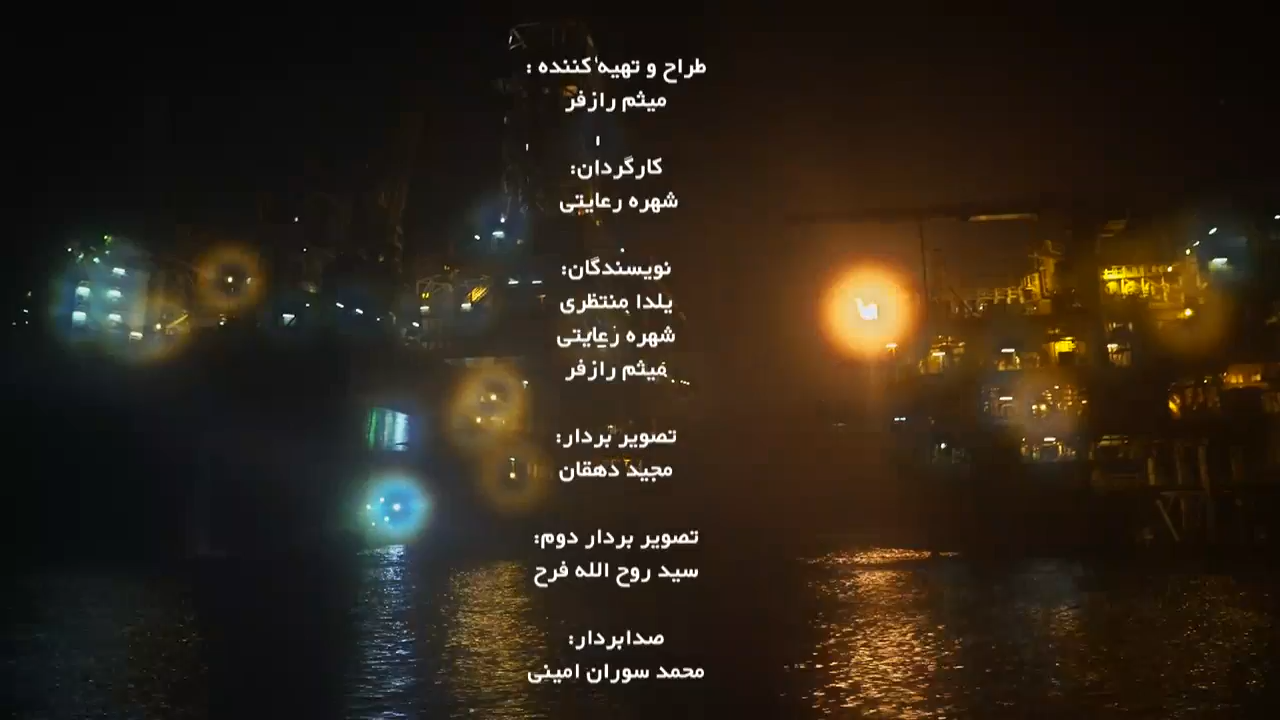 طراح و تهیه کننده :
میثم رازفر
کارگردان:
شهره رعایتی
نویسندگان:
یلدا منتظری
شهره رعایتی
میثم رازفر
تصویر بردار:
مجید دهقان
تصویر بردار دوم:
سید روح الله فرح
صدابردار:
محمد سوران امینی